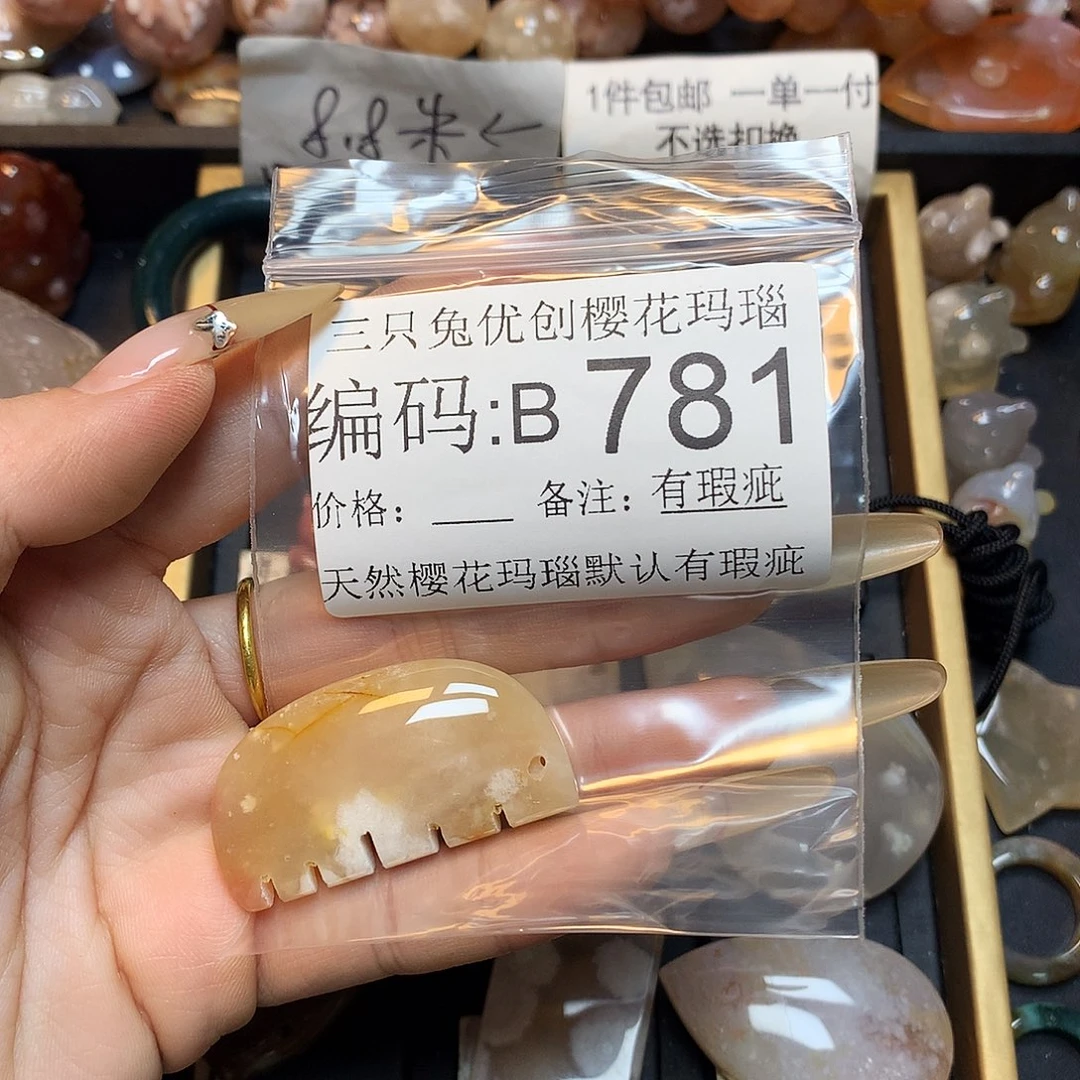 8.8米←
1件包邮 一单一付
不选扣换
三只兔优创樱花玛瑙
编码:B 781
价格: ____ 备注: 有瑕疵
天然樱花玛瑙默认有瑕疵